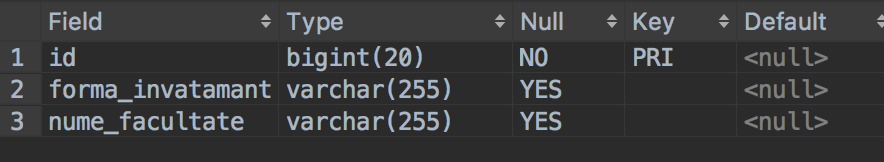 Field Type Null Key Default
1 id bigint(20) NO PRI <null>
2 forma_invatamant varchar(255) YES <null>
3 nume_facultate varchar(255) YES <null>